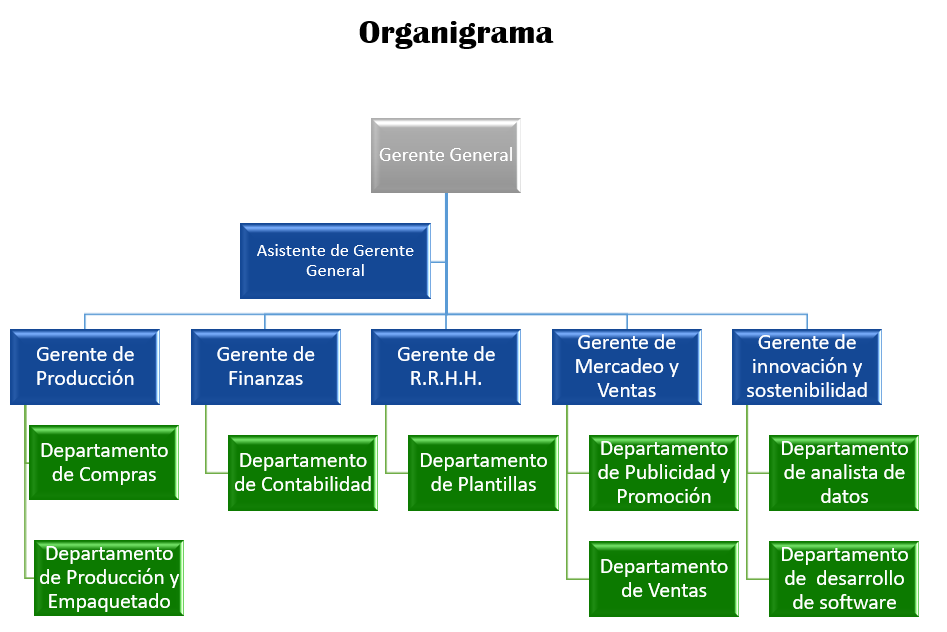 Organigrama
Gerente General
Asistente de Gerente
General
Gerente de
Producción
Gerente de
Finanzas
Gerente de
R.R.H.H.
Gerente de
Mercadeo y
Ventas
Gerente de
innovación y
sostenibilidad
Departamento
de Compras
Departamento
de Contabilidad
Departamento
de Plantillas
Departamento
de Publicidad y
Promoción
Departamento
de analista de
datos
Departamento
de Producción y
Empaquetado
Departamento
de Ventas
Departamento
de  desarrollo
de software